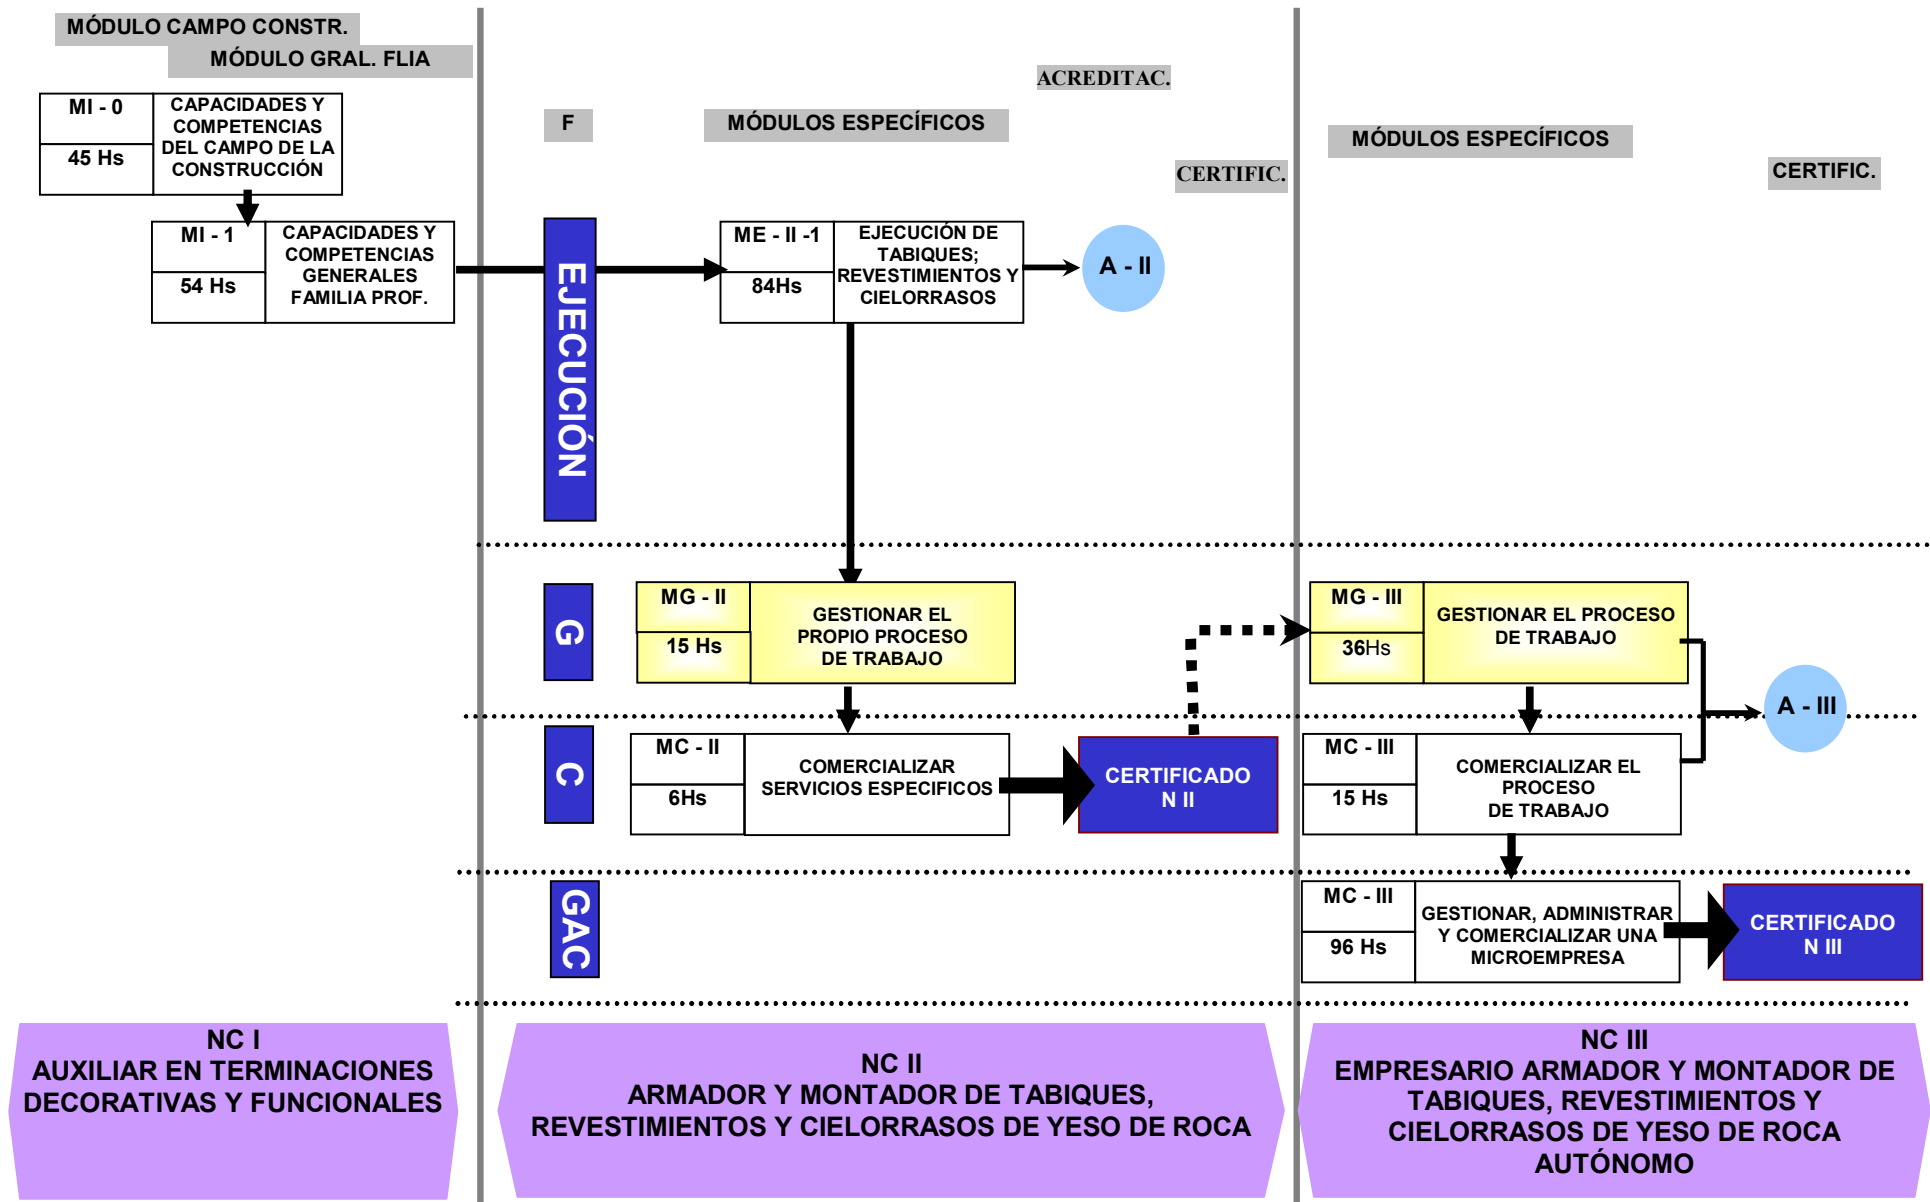 MÓDULO CAMPO CONSTR.
MÓDULO GRAL. FLIA
MI - 0
45 Hs
CAPACIDADES Y
COMPETENCIAS
DEL CAMPO DE LA
CONSTRUCCIÓN
MI - 1
54 Hs
CAPACIDADES Y
COMPETENCIAS
GENERALES
FAMILIA PROF.
F
MÓDULOS ESPECÍFICOS
ACREDITAC.
CERTIFIC.
MÓDULOS ESPECÍFICOS
CERTIFIC.
EJECUCIÓN
ME - II -1
84Hs
EJECUCIÓN DE
TABIQUES;
REVESTIMIENTOS Y
CIELORRASOS
A - II
G
MG - II
15 Hs
GESTIONAR EL
PROPIO PROCESO
DE TRABAJO
MG - III
36Hs
GESTIONAR EL PROCESO
DE TRABAJO
A - III
C
MC - II
6Hs
COMERCIALIZAR
SERVICIOS ESPECIFICOS
CERTIFICADO
N II
MC - III
15 Hs
COMERCIALIZAR EL
PROCESO
DE TRABAJO
GAC
MC - III
96 Hs
GESTIONAR, ADMINISTRAR
Y COMERCIALIZAR UNA
MICROEMPRESA
CERTIFICADO
N III
NC I
AUXILIAR EN TERMINACIONES
DECORATIVAS Y FUNCIONALES
NC II
ARMADOR Y MONTADOR DE TABIQUES,
REVESTIMIENTOS Y CIELORRASOS DE YESO DE ROCA
NC III
EMPRESARIO ARMADOR Y MONTADOR DE
TABIQUES, REVESTIMIENTOS Y
CIELORRASOS DE YESO DE ROCA
AUTÓNOMO